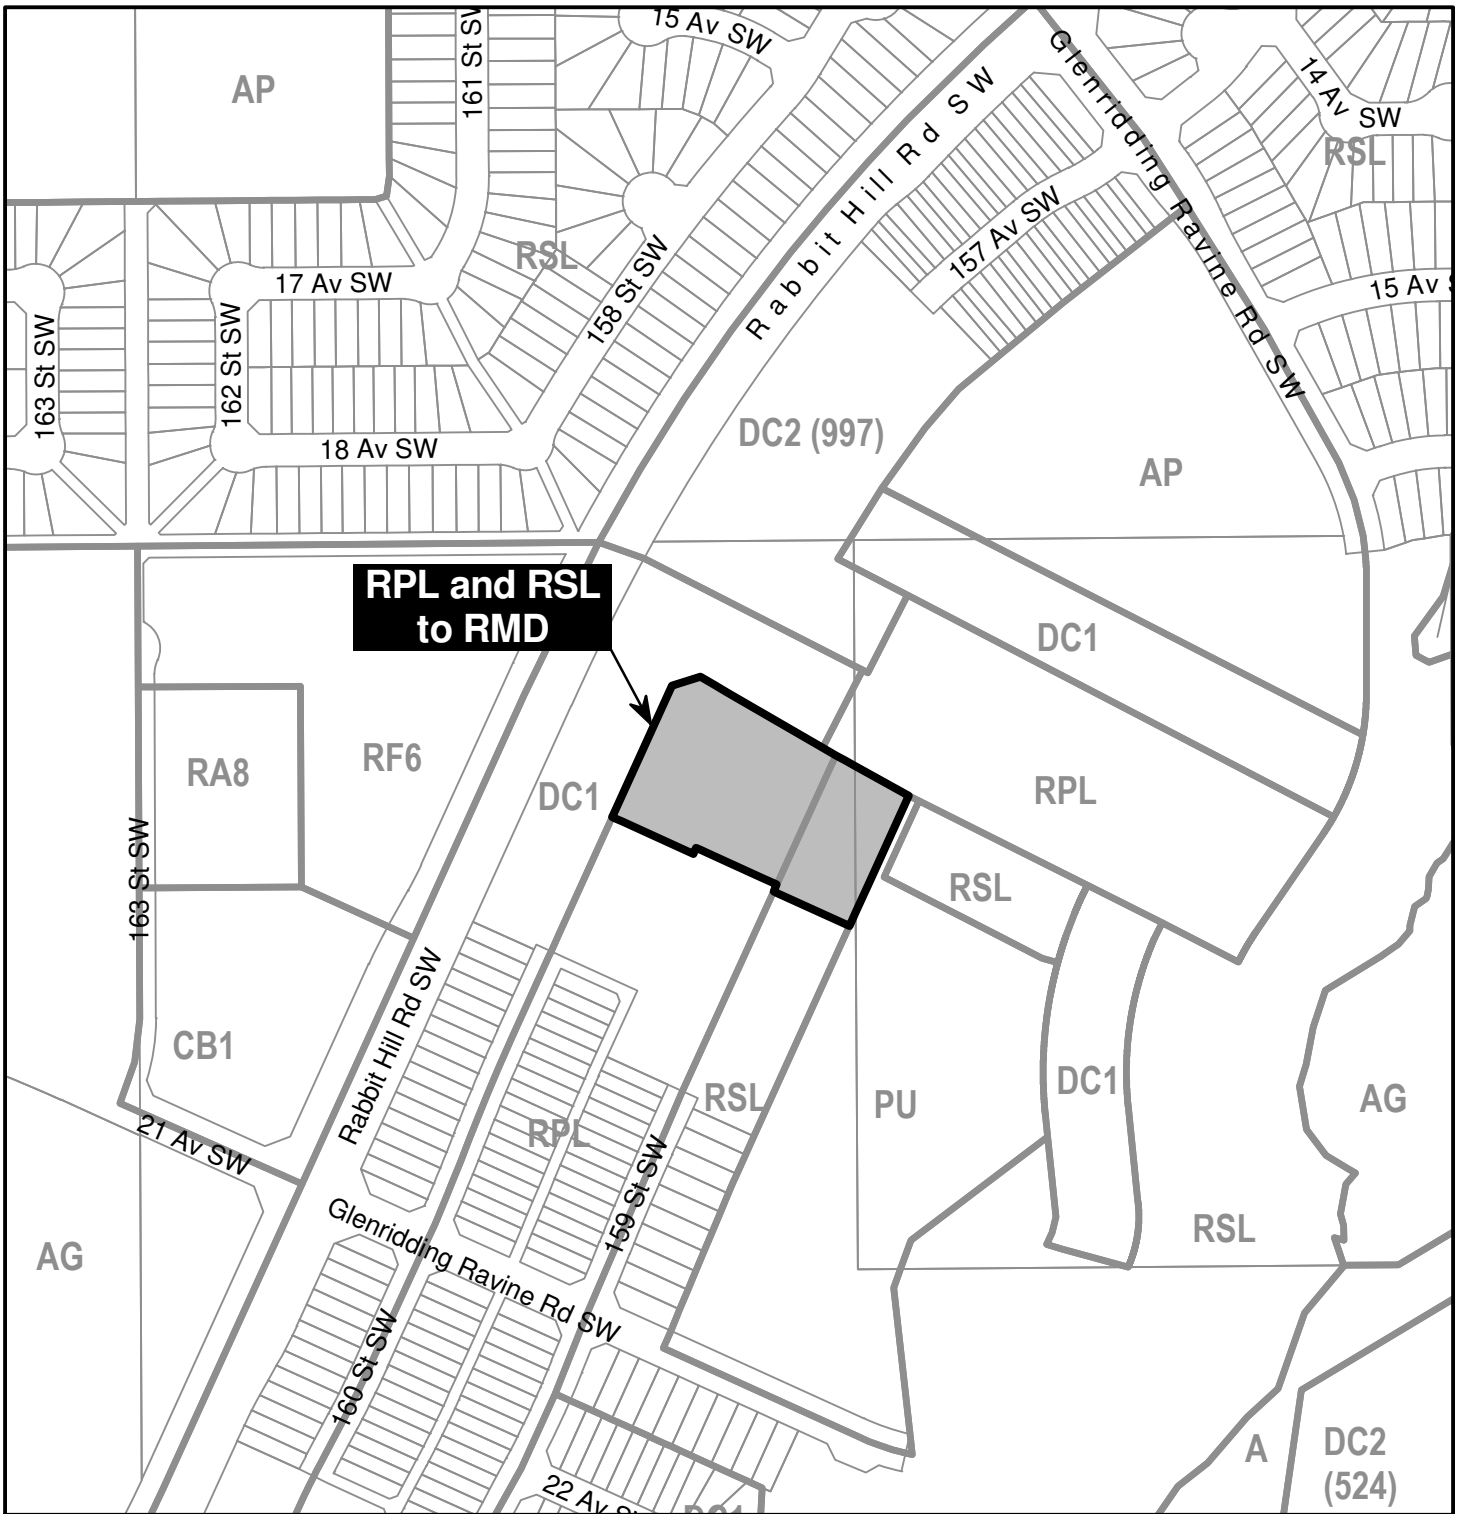 15 Av SW
161 St SW
AP
Glenridding Ravine Rd SW
14 Av SW
RSL
Rabbit Hill Rd SW
157 Av SW
RSL
158 St SW
17 Av SW
15 Av S
163 St SW
162 St SW
18 Av SW
DC2 (997)
AP
RPL and RSL
to RMD
DC1
RF6
RA8
DC1
RPL
163 St SW
RSL
Rabbit Hill Rd SW
CB1
RSL
PU
DC1
AG
21 Av SW
RPL
159 St SW
Glenridding Ravine Rd SW
RSL
AG
160 St SW
A
DC2
(524)
22 Av SW
DC1